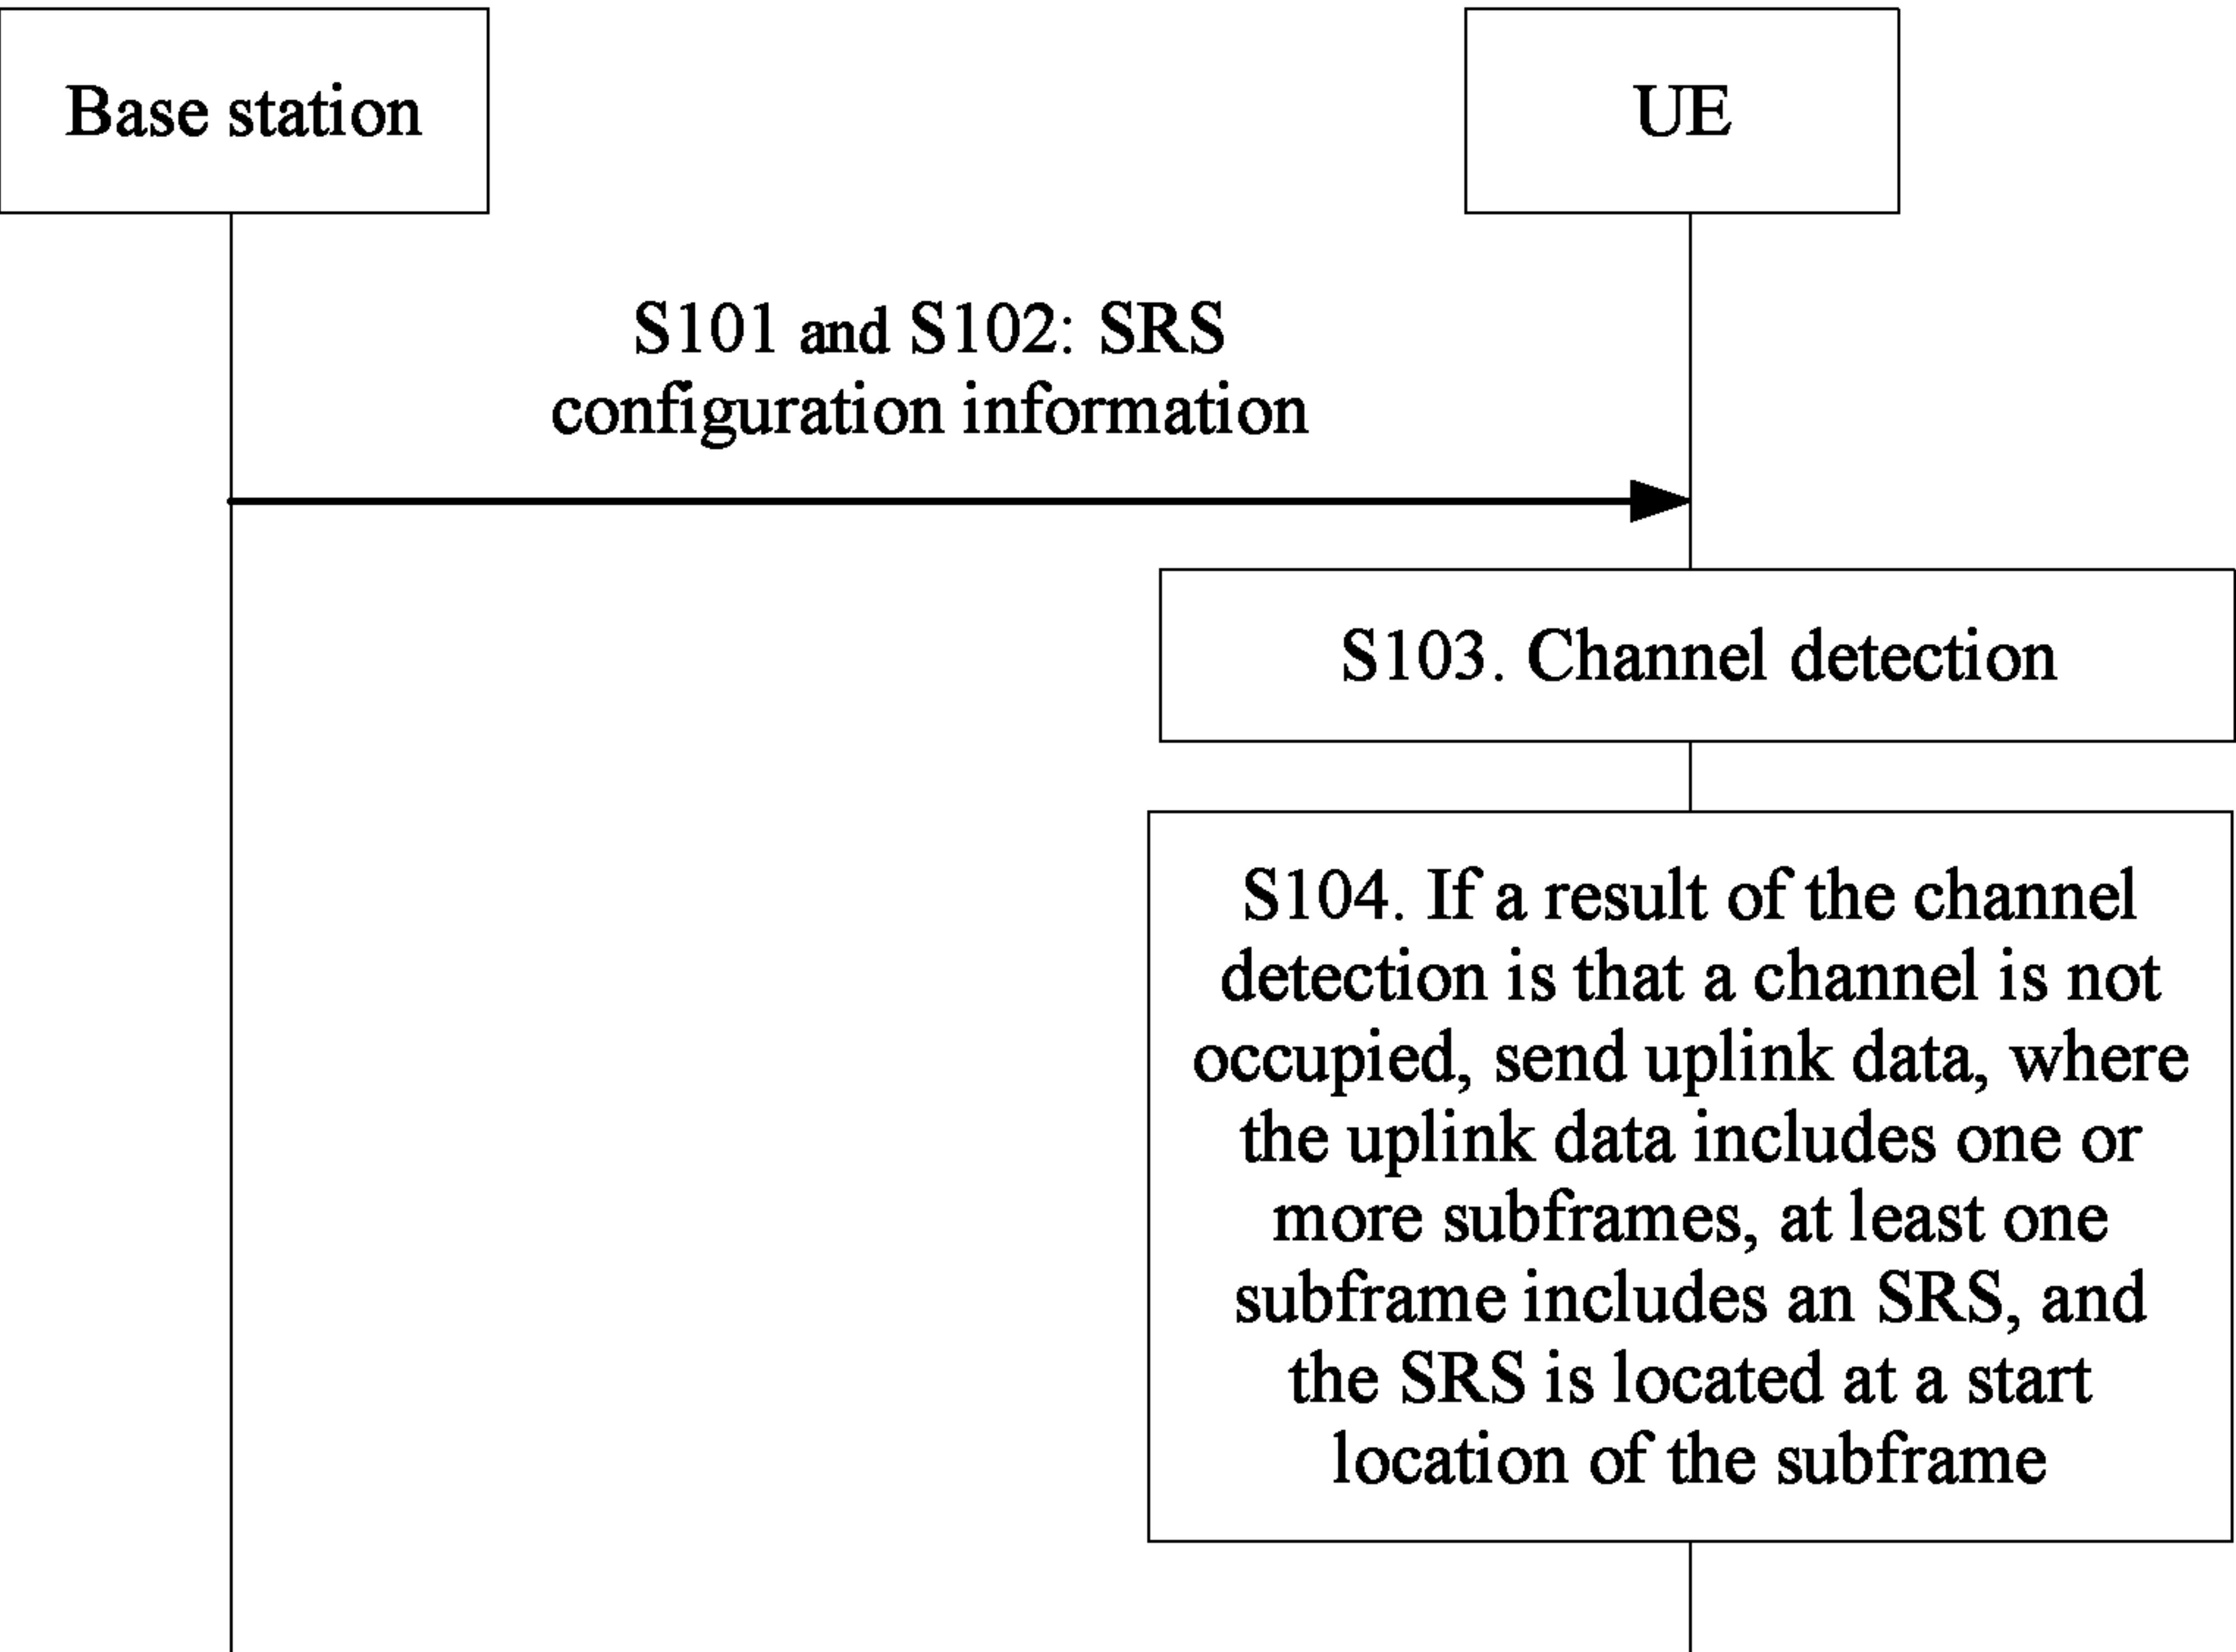 Base station
UE
S101 and S102: SRS
configuration information
S103. Channel detection
S104. If a result of the channel
detection is that a channel is not
occupied, send uplink data, where
the uplink data includes one or
more subframes, at least one
subframe includes an SRS, and
the SRS is located at a start
location of the subframe